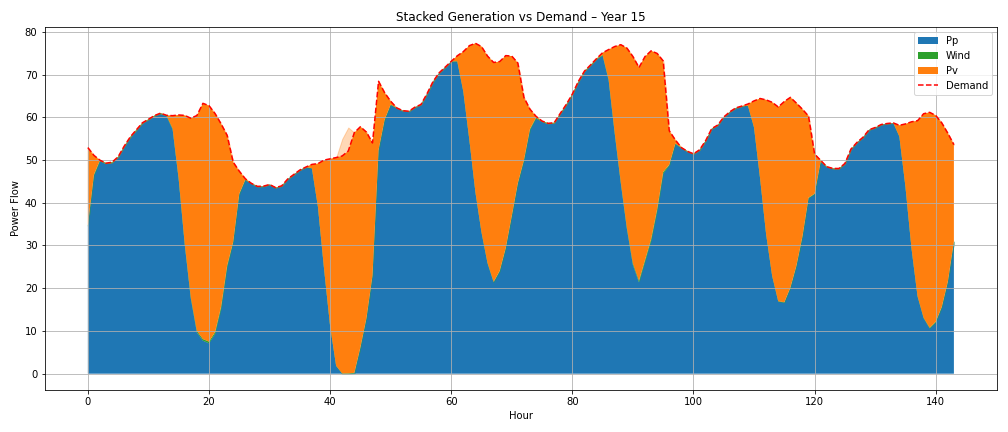 Stacked Generation vs Demand – Year 15
Pp
Wind
Pv
Demand
80
70
60
50
40
30
20
10
0
Power Flow
0 20 40 60 80 100 120 140
Hour